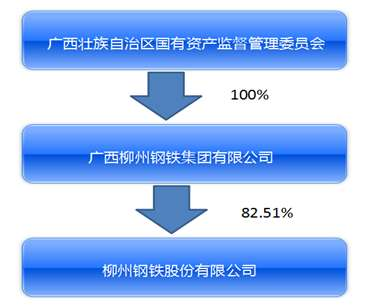 广西壮族自治区国有资产监督管理委员会
100%
广西柳州钢铁集团有限公司
82.51%
柳州钢铁股份有限公司